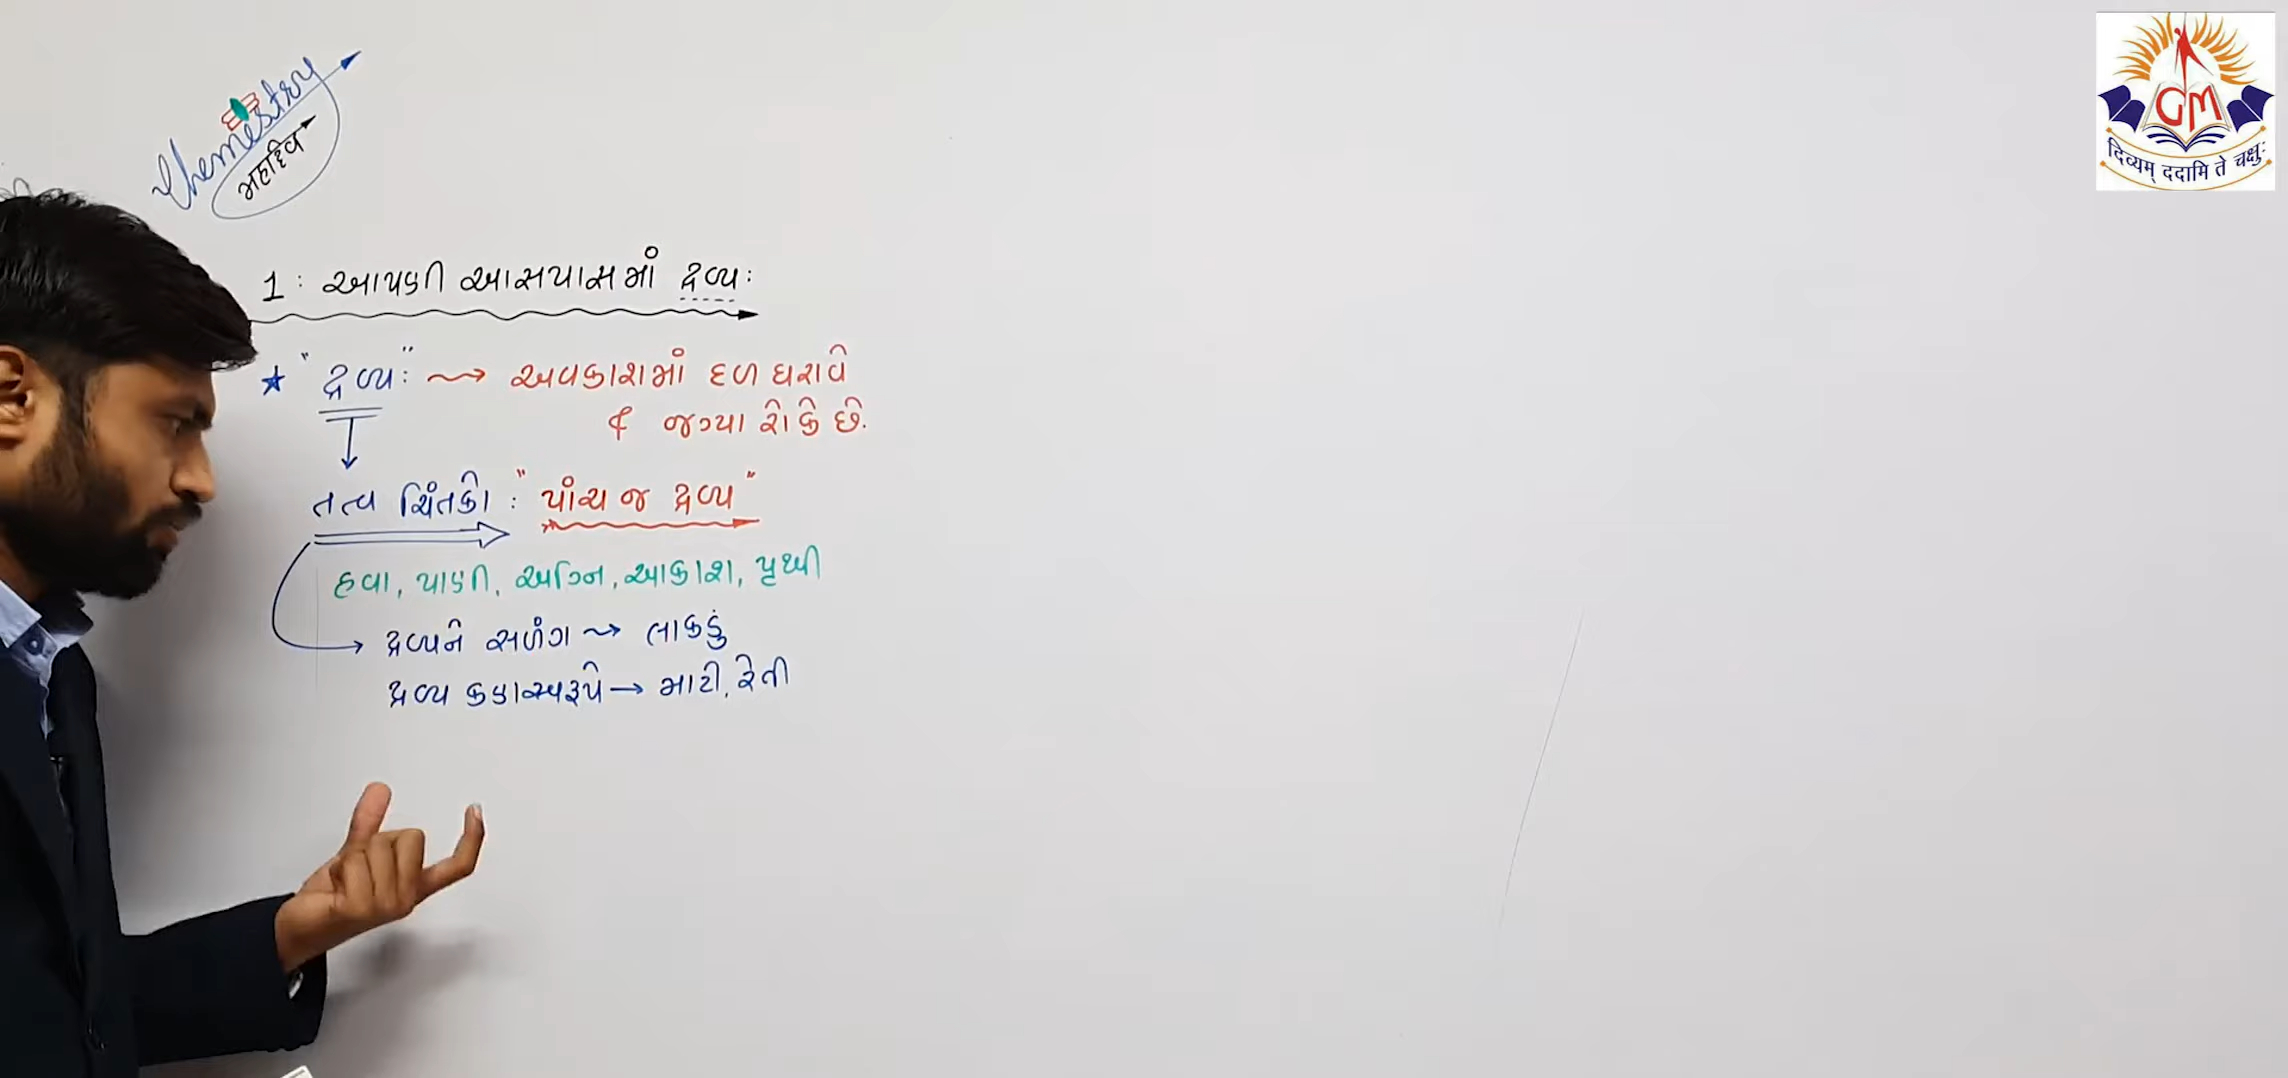 Chemistry
महादेव
1: આપણી આસપાસમાં દ્રવ્ય:
★ "દ્રવ્ય:" ⟿ અવકાશમાં દળ ધરાવે
& જગ્યા રોકે છે.
તત્વ ચિંતકો : "પાંચ જ દ્રવ્ય"
હવા, પાણી, અગ્નિ, આકાશ, પૃથ્વી
દ્રવ્યને સળંગ ⟿ લાકડું
દ્રવ્ય કણસ્વરૂપે → માટી, રેતી
GM
दिव्यम् ददामि ते चक्षुः